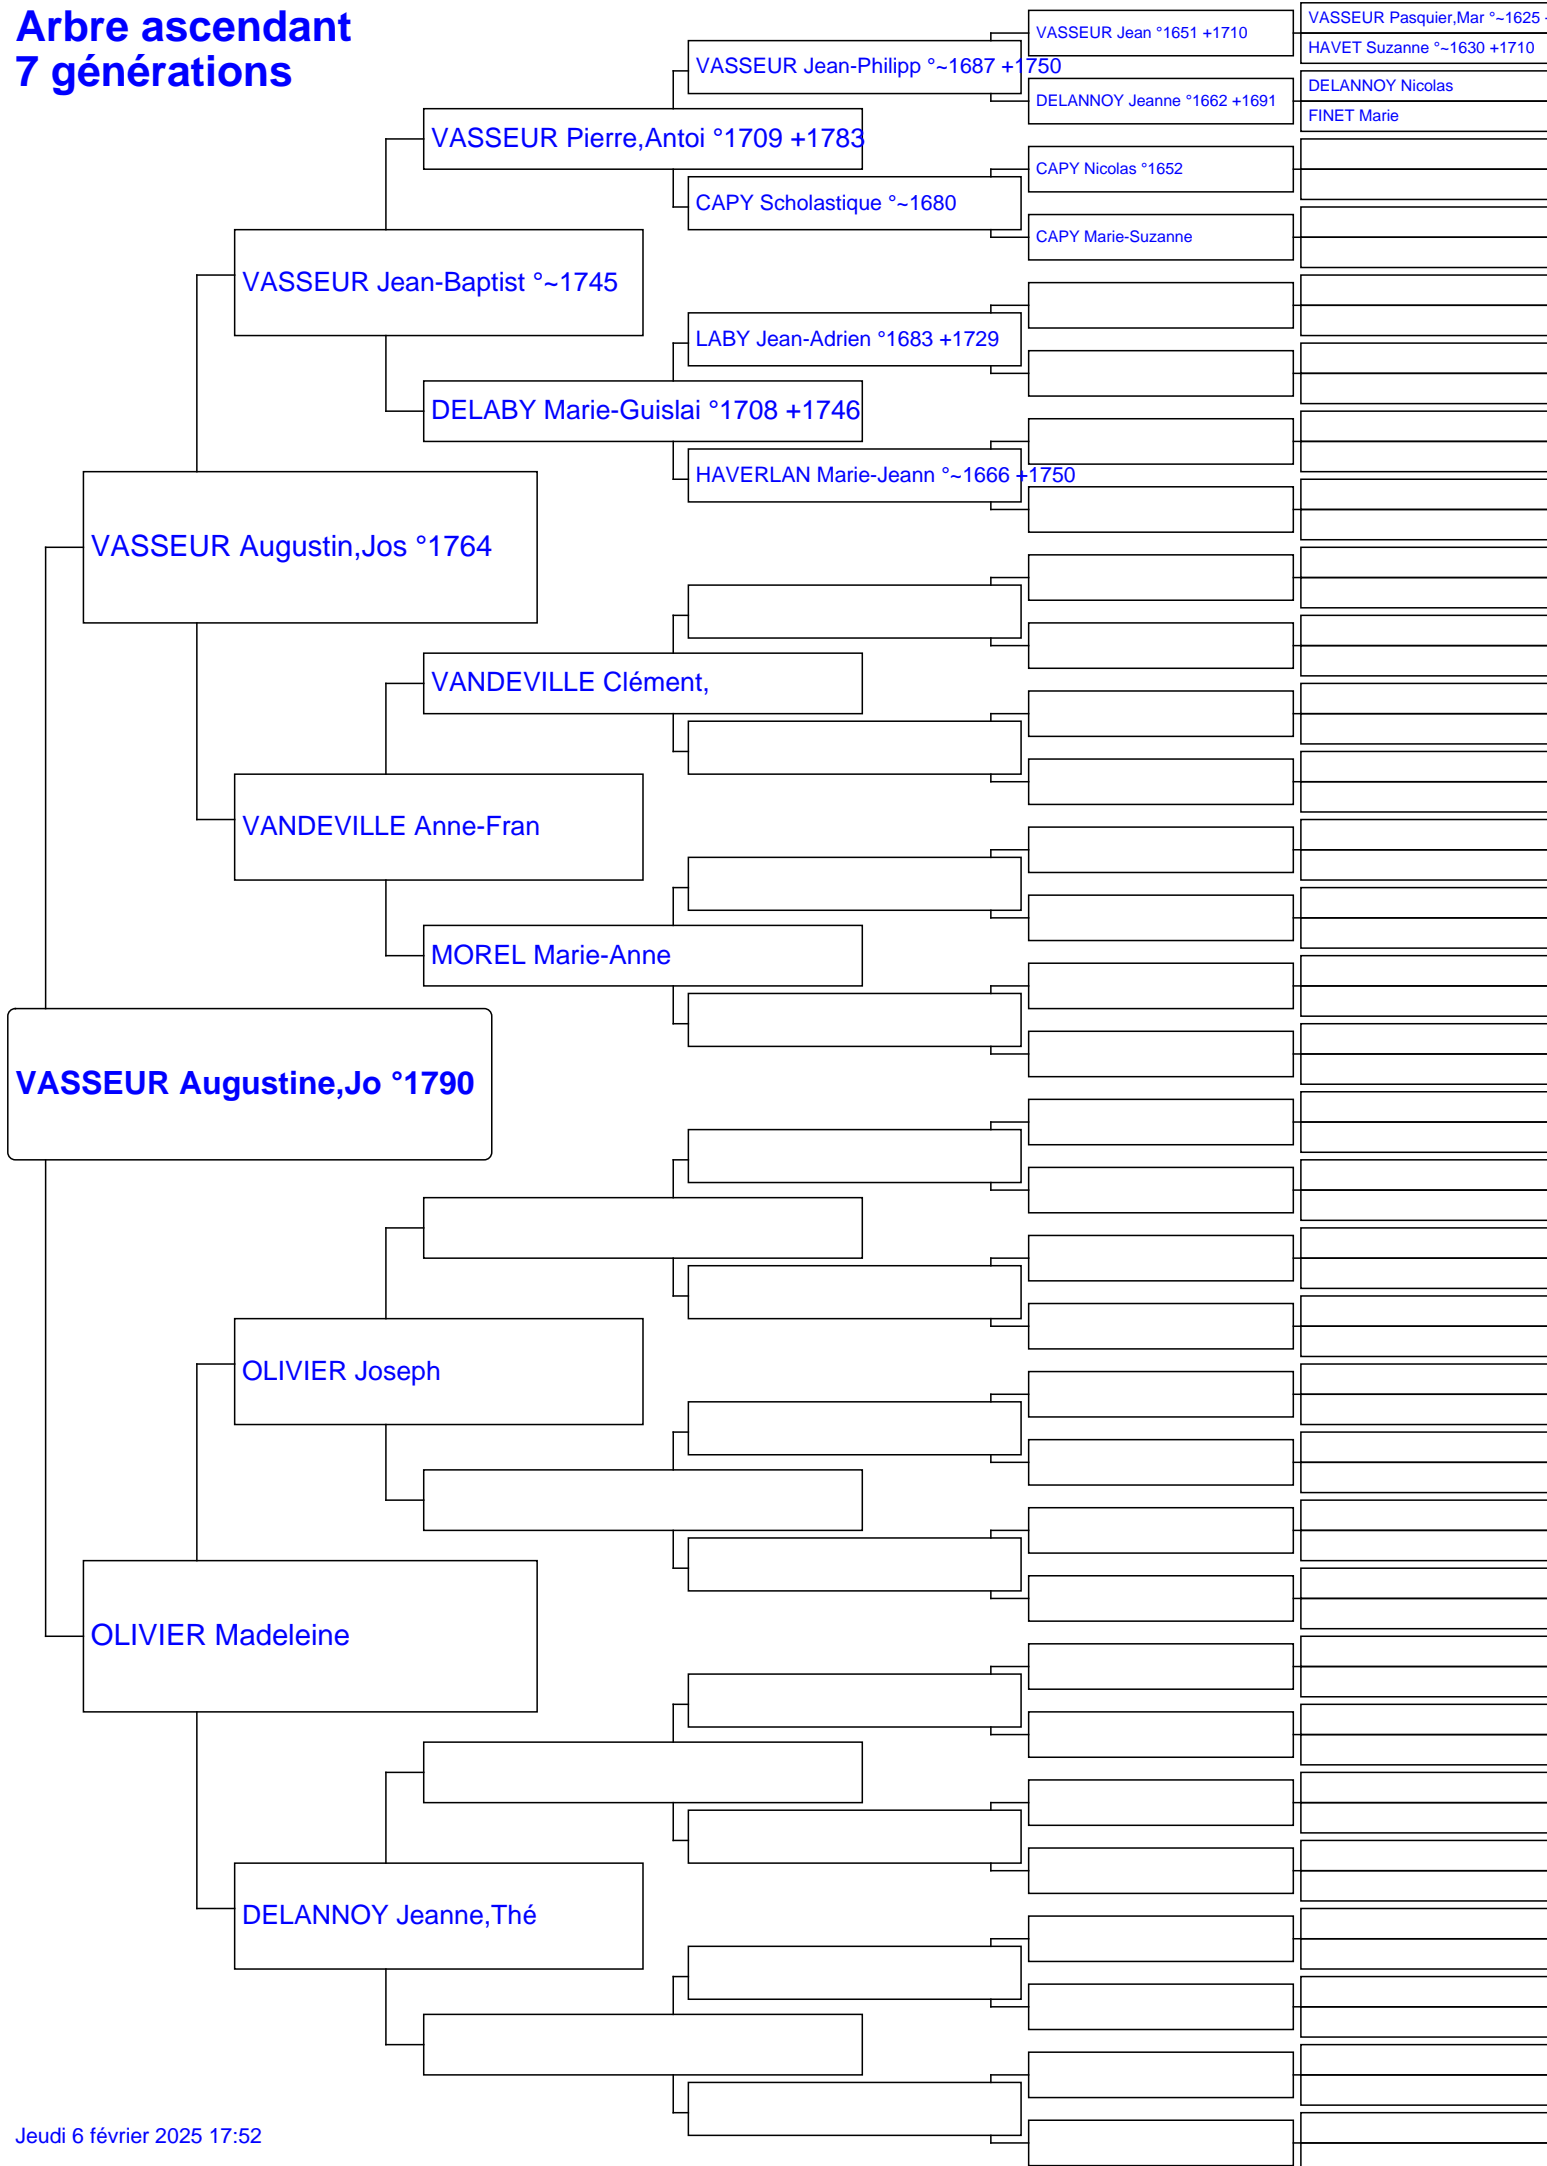 Arbre ascendant
7 générations
VASSEUR Pasquier,Mar °~1625
VASSEUR Jean °1651 +1710
HAVET Suzanne °~1630 +1710
VASSEUR Jean-Philipp °~1687 +1750
DELANNOY Nicolas
DELANNOY Jeanne °1662 +1691
FINET Marie
VASSEUR Pierre,Antoi °1709 +1783
CAPY Nicolas °1652
CAPY Scholastique °~1680
CAPY Marie-Suzanne
VASSEUR Jean-Baptist °~1745
LABY Jean-Adrien °1683 +1729
DELABY Marie-Guislai °1708 +1746
HAVERLAN Marie-Jeann °~1666 +1750
VASSEUR Augustin,Jos °1764
VANDEVILLE Clément,
VANDEVILLE Anne-Fran
MOREL Marie-Anne
VASSEUR Augustine,Jo °1790
OLIVIER Joseph
OLIVIER Madeleine
DELANNOY Jeanne,Thé
Jeudi 6 février 2025 17:52